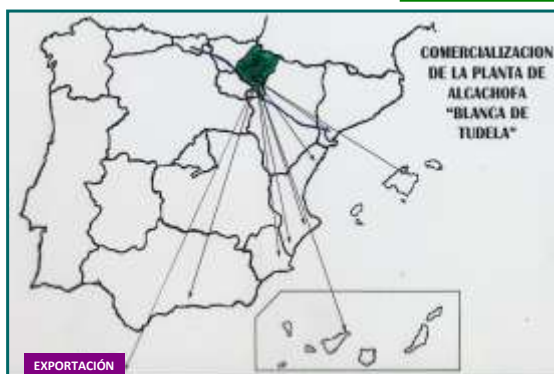 COMERCIALIZACION
DE LA PLANTA DE
ALCACHOFA
"BLANCA DE
TUDELA"
EXPORTACIÓN